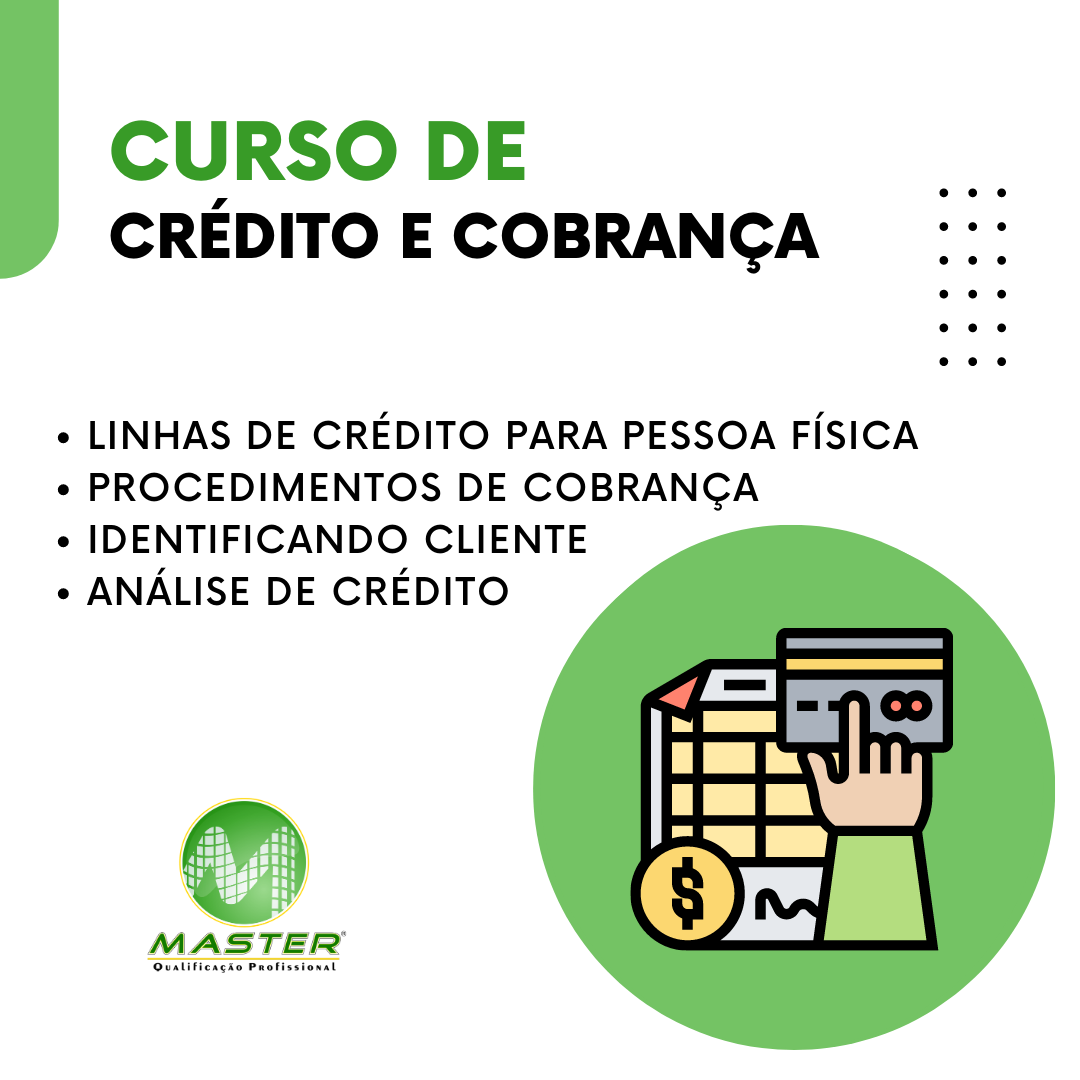 CURSO DE
CRÉDITO E COBRANÇA
• LINHAS DE CRÉDITO PARA PESSOA FÍSICA
• PROCEDIMENTOS DE COBRANÇA
• IDENTIFICANDO CLIENTE
• ANÁLISE DE CRÉDITO
$
MASTER®
Qualificação Profissional